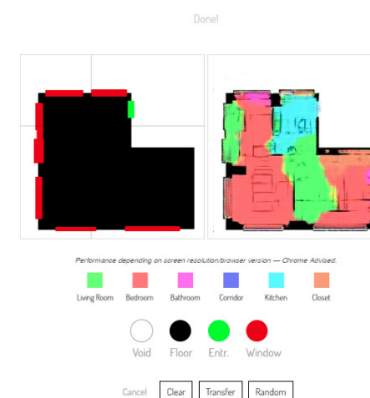 Done!
Performance depending on screen resolution/browser version — Chrome Advised.
Living Room Bedroom Bathroom Corridor Kitchen Closet
Void Floor Entr. Window
Cancel Clear Transfer Random